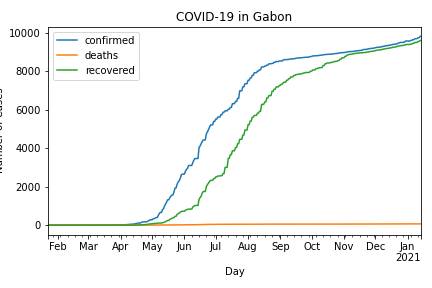 COVID-19 in Gabon
10000
8000
6000
4000
2000
0
confirmed
deaths
recovered
Feb Mar Apr May Jun Jul Aug Sep Oct Nov Dec Jan
2021
Day